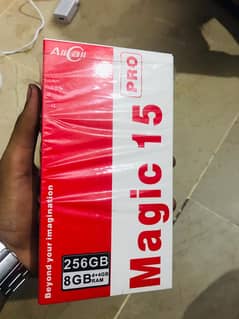 AllCall
Magic 15
PRO
Beyond your imagination
256GB
8GB 4+4GB
RAM